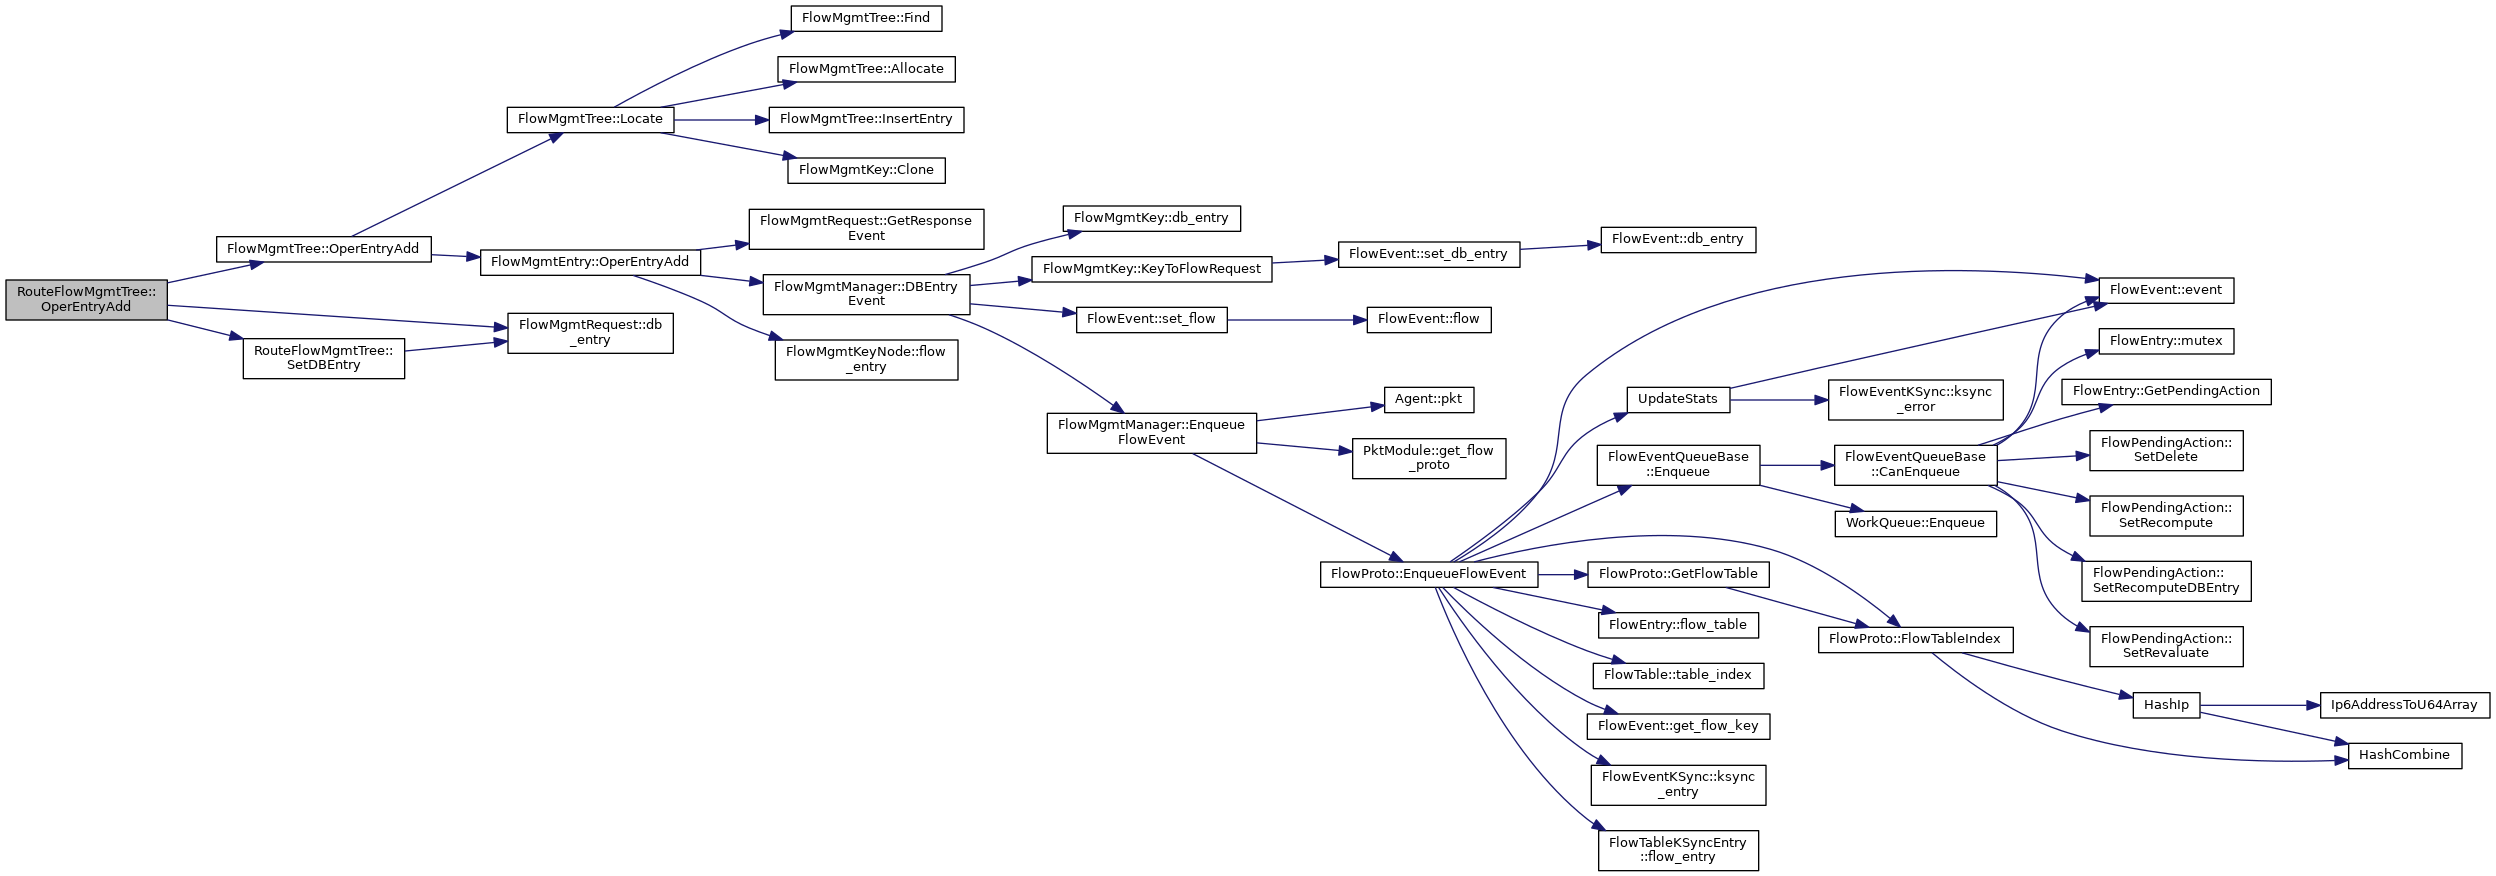 RouteFlowMgmtTree::
OperEntryAdd
FlowMgmtTree::OperEntryAdd
RouteFlowMgmtTree::
SetDBEntry
FlowMgmtTree::Locate
FlowMgmtEntry::OperEntryAdd
FlowMgmtRequest::db
_entry
FlowMgmtTree::Find
FlowMgmtTree::Allocate
FlowMgmtTree::InsertEntry
FlowMgmtKey::Clone
FlowMgmtRequest::GetResponse
Event
FlowMgmtManager::DBEntry
Event
FlowMgmtKeyNode::flow
_entry
FlowMgmtKey::db_entry
FlowMgmtKey::KeyToFlowRequest
FlowEvent::set_flow
FlowMgmtManager::Enqueue
FlowEvent
FlowEvent::set_db_entry
FlowEvent::flow
Agent::pkt
PktModule::get_flow
_proto
FlowProto::EnqueueFlowEvent
FlowEvent::db_entry
UpdateStats
FlowEventQueueBase
::Enqueue
FlowProto::GetFlowTable
FlowEntry::flow_table
FlowTable::table_index
FlowEvent::get_flow_key
FlowEventKSync::ksync
_entry
FlowTableKSyncEntry
::flow_entry
FlowEventKSync::ksync
_error
FlowEventQueueBase
::CanEnqueue
WorkQueue::Enqueue
FlowProto::FlowTableIndex
FlowEvent::event
FlowEntry::mutex
FlowEntry::GetPendingAction
FlowPendingAction::
SetDelete
FlowPendingAction::
SetRecompute
FlowPendingAction::
SetRecomputeDBEntry
FlowPendingAction::
SetRevaluate
HashIp
Ip6AddressToU64Array
HashCombine